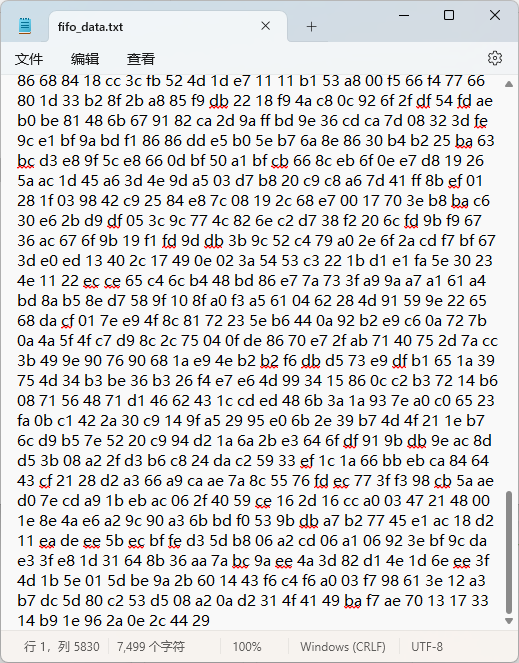 fifo_data.txt
文件 编辑 查看
86 68 84 18 cc 3c fb 52 4d 1d e7 11 11 b1 53 a8 00 f5 66 f4 77 66
80 1d 33 b2 8f 2b a8 85 f9 db 22 18 f9 4a c8 0c 92 6f 2f df 54 fd ae
b0 be 81 48 6b 67 91 82 ca 2d 9a ff bd 9e 36 cd ca 7d 08 32 3d fe
9c e1 bf 9a bd f1 86 86 dd e5 b0 5e b7 6a 8e 86 30 b4 b2 25 ba 63
bc d3 e8 9f 5c e8 66 0d bf 50 a1 bf cb 66 8c eb 6f 0e e7 d8 19 26
5a ac 1d 45 a6 3d 4e 9d a5 03 d7 b8 20 c9 c8 a6 7d 41 ff 8b ef 01
28 1f 03 98 42 c9 25 84 e8 7c 08 19 2c 68 e7 00 17 70 3e b8 ba c6
30 e6 2b d9 df 05 3c 9c 77 4c 82 6e c2 d7 38 f2 20 6c fd 9b f9 67
36 ac 67 6f 9b 19 f1 fd 9d db 3b 9c 52 c4 79 a0 2e 6f 2a cd f7 bf 67
3d e0 ed 13 40 2c 17 49 0e 02 3a 54 53 c3 22 1b d1 e1 fa 5e 30 23
4e 11 22 ec ce 65 c4 6c b4 48 bd 86 e7 7a 73 3f a9 9a a7 a1 61 a4
bd 8a b5 8e d7 58 9f 10 8f a0 f3 a5 61 04 62 28 4d 91 59 9e 22 65
68 da cf 01 7e e9 4f 8c 81 72 23 5e b6 44 0a 92 b2 e9 c6 0a 72 7b
0a 4a 5f 4f c7 d9 8c 2c 75 04 0f de 86 70 e7 2f ab 71 40 75 2d 7a cc
3b 49 9e 90 76 90 68 1a e9 4e b2 b2 f6 db d5 73 e9 df b1 65 1a 39
75 4d 34 b3 be 36 b3 26 f4 e7 e6 4d 99 34 15 86 0c c2 b3 72 14 b6
08 71 56 48 71 d1 46 62 43 1c cd ed 48 6b 3a 1a 93 7e a0 c0 65 23
fa 0b c1 42 2a 30 c9 14 9f a5 29 95 e0 6b 2e 39 b7 4d 4f 21 1e b7
6c d9 b5 7e 52 20 c9 94 d2 1a 6a 2b e3 64 6f df 91 9b db 9e ac 8d
d5 3b 08 a2 2f d3 b6 c8 24 da c2 59 33 ef 1c 1a 66 bb eb ca 84 64
43 cf 21 28 d2 a3 66 a9 ca ae 7a 8c 55 76 fd ec 77 3f f3 98 cb 5a ae
d0 7e cd a9 1b eb ac 06 2f 40 59 ce 16 2d 16 cc a0 03 47 21 48 00
1e 8e 4a e6 a2 9c 90 a3 6b bd f0 53 9b db a7 b2 77 45 e1 ac 18 d2
11 ea de ee 5b ec bf fe d3 5d b8 06 a2 cd 06 a1 06 92 3e bf 9c da
e3 3f e8 1d 31 64 8b 36 aa 7a bc 9a ee 4a 3d 82 d1 4e 1d 6e ee 3f
4d 1b 5e 01 5d be 9a 2b 60 14 43 f6 c4 f6 a0 03 f7 98 61 3e 12 a3
b7 dc 5d 80 c2 53 d5 08 a2 0a d2 31 4f 41 49 ba f7 ae 70 13 17 33
14 b9 1e 96 2a 0e 2c 44 29
行 1，列 5830 7,499 个字符 100% Windows (CRLF) UTF-8